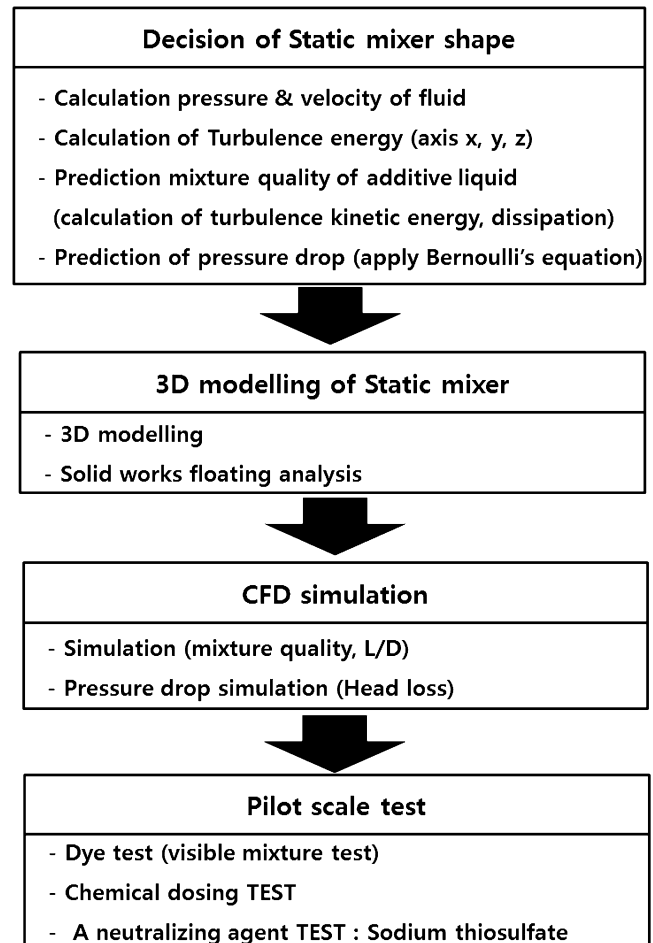 Decision of Static mixer shape
- Calculation pressure & velocity of fluid
- Calculation of Turbulence energy (axis x, y, z)
- Prediction mixture quality of additive liquid
(calculation of turbulence kinetic energy, dissipation)
- Prediction of pressure drop (apply Bernoulli's equation)
3D modelling of Static mixer
- 3D modelling
- Solid works floating analysis
CFD simulation
- Simulation (mixture quality, L/D)
- Pressure drop simulation (Head loss)
Pilot scale test
- Dye test (visible mixture test)
- Chemical dosing TEST
- A neutralizing agent TEST : Sodium thiosulfate